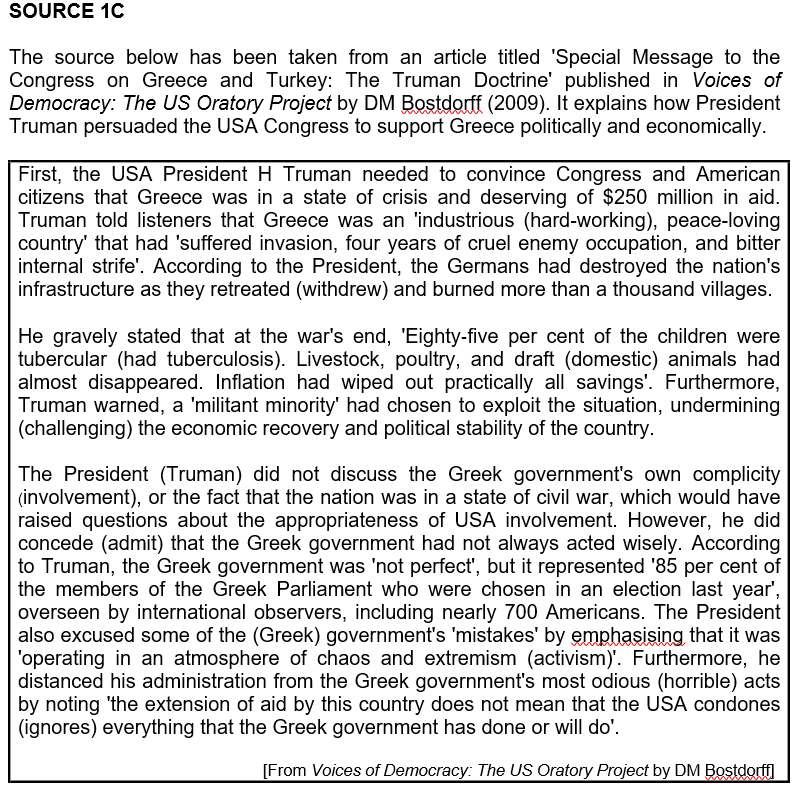 SOURCE 1C
The source below has been taken from an article titled 'Special Message to the
Congress on Greece and Turkey: The Truman Doctrine' published in Voices of
Democracy: The US Oratory Project by DM Bostdorff (2009). It explains how President
Truman persuaded the USA Congress to support Greece politically and economically.
First, the USA President H Truman needed to convince Congress and American
citizens that Greece was in a state of crisis and deserving of $250 million in aid.
Truman told listeners that Greece was an 'industrious (hard-working), peace-loving
country' that had 'suffered invasion, four years of cruel enemy occupation, and bitter
internal strife'. According to the President, the Germans had destroyed the nation's
infrastructure as they retreated (withdrew) and burned more than a thousand villages.
He gravely stated that at the war's end, 'Eighty-five per cent of the children were
tubercular (had tuberculosis). Livestock, poultry, and draft (domestic) animals had
almost disappeared. Inflation had wiped out practically all savings'. Furthermore,
Truman warned, a 'militant minority' had chosen to exploit the situation, undermining
(challenging) the economic recovery and political stability of the country.
The President (Truman) did not discuss the Greek government's own complicity
(involvement), or the fact that the nation was in a state of civil war, which would have
raised questions about the appropriateness of USA involvement. However, he did
concede (admit) that the Greek government had not always acted wisely. According
to Truman, the Greek government was 'not perfect', but it represented '85 per cent of
the members of the Greek Parliament who were chosen in an election last year',
overseen by international observers, including nearly 700 Americans. The President
also excused some of the (Greek) government's 'mistakes' by emphasising that it was
'operating in an atmosphere of chaos and extremism (activism)'. Furthermore, he
distanced his administration from the Greek government's most odious (horrible) acts
by noting 'the extension of aid by this country does not mean that the USA condones
(ignores) everything that the Greek government has done or will do'.
[From Voices of Democracy: The US Oratory Project by DM Bostdorff]